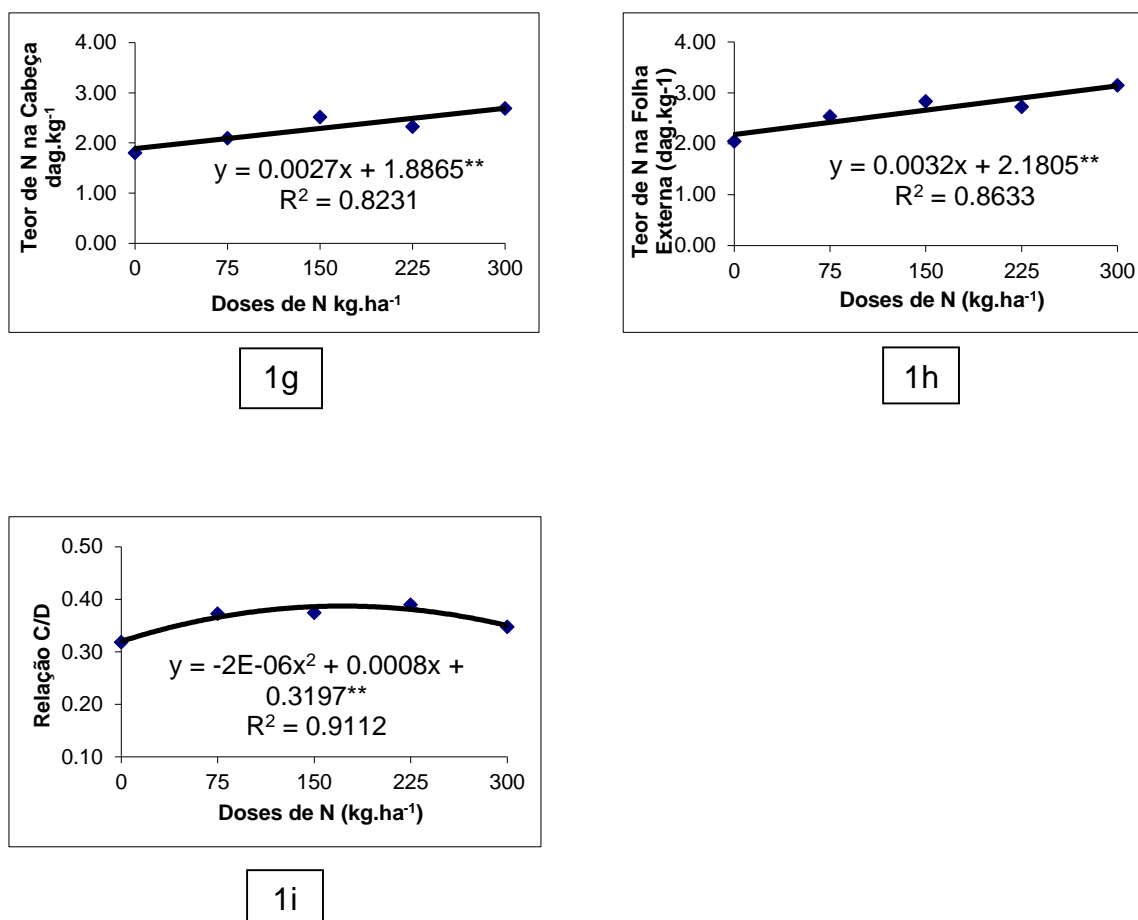 Teor de N na Cabeça
dag.kg⁻¹
4.00
3.00
2.00
1.00
0.00
y = 0.0027x + 1.8865**
R² = 0.8231
0 75 150 225 300
Doses de N kg.ha⁻¹
1g
Teor de N na Folha
Externa (dag.kg-1)
4.00
3.00
2.00
1.00
0.00
y = 0.0032x + 2.1805**
R² = 0.8633
0 75 150 225 300
Doses de N (kg.ha⁻¹)
1h
Relação C/D
0.50
0.40
0.30
0.20
0.10
y = -2E-06x² + 0.0008x +
0.3197**
R² = 0.9112
0 75 150 225 300
Doses de N (kg.ha⁻¹)
1i